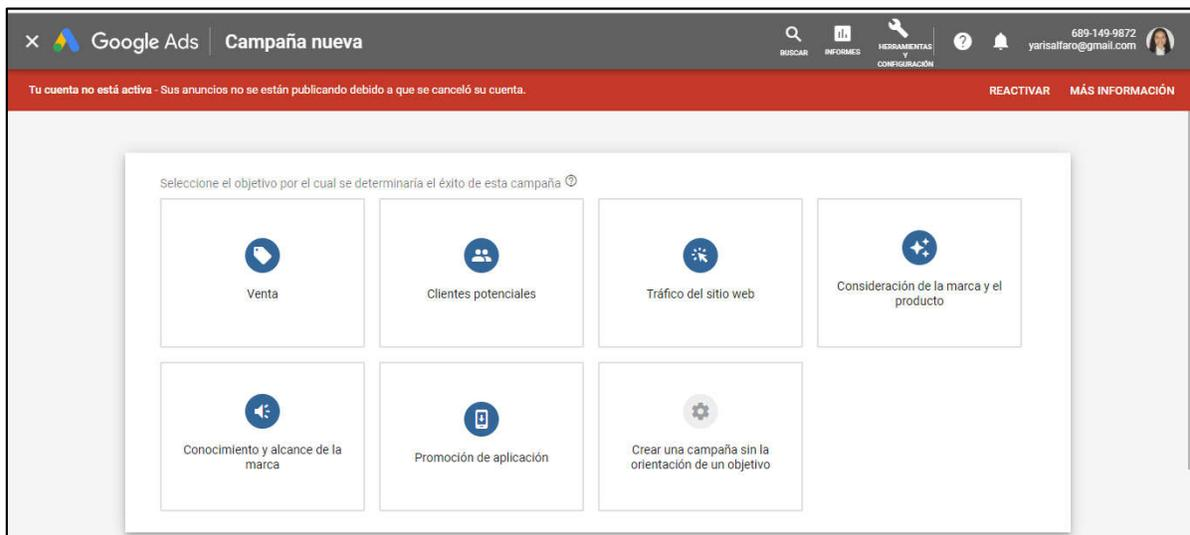 Google Ads
Campaña nueva
BUSCAR
INFORMES
HERRAMIENTAS
Y
CONFIGURACIÓN
689-149-9872
yarisalfaro@gmail.com
Tu cuenta no está activa - Sus anuncios no se están publicando debido a que se canceló su cuenta.
REACTIVAR
MÁS INFORMACIÓN
Seleccione el objetivo por el cual se determinaría el éxito de esta campaña
Venta
Clientes potenciales
Tráfico del sitio web
Consideración de la marca y el
producto
Conocimiento y alcance de la
marca
Promoción de aplicación
Crear una campaña sin la
orientación de un objetivo